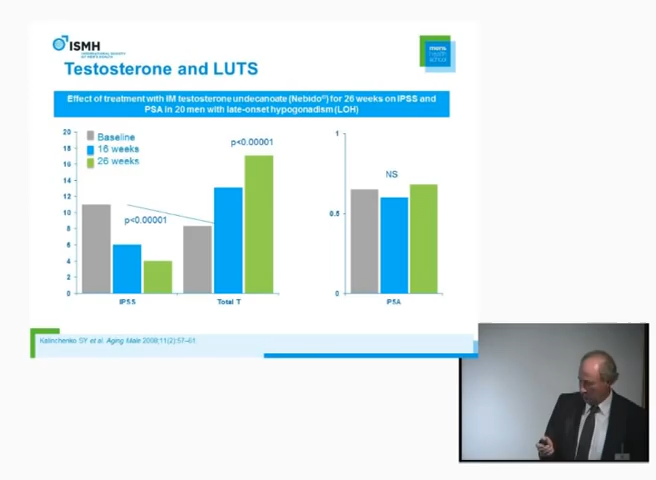 ISMH
men's
health
school
Testosterone and LUTS
Effect of treatment with IM testosterone undecanoate (Nebido®) for 26 weeks on IPSS and
PSA in 20 men with late-onset hypogonadism (LOH)
20
18
16
14
12
10
8
6
4
2
0
Baseline
16 weeks
26 weeks
p<0.00001
p<0.00001
IPSS
Total T
1
0.5
0
NS
PSA
Kalinchenko SY et al. Aging Male 2008;11(2):57–61.